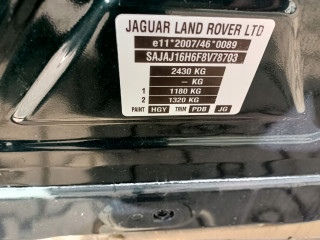 JAGUAR LAND ROVER LTD
e11*2007/46*0089
SAJAJ16H6F8V78703
2430 KG
– KG
1 1180 KG
2 1320 KG
PAINT HGY TRIM PDB JG